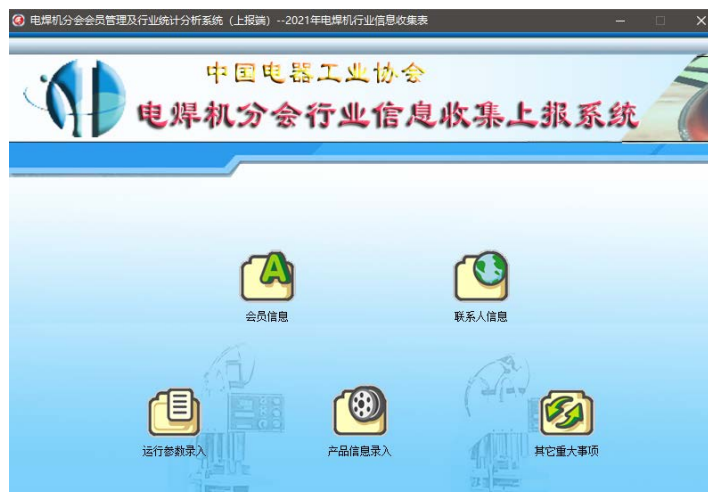 电焊机分会会员管理及行业统计分析系统（上报端）--2021年电焊机行业信息收集表
中国电器工业协会
电焊机分会行业信息收集上报系统
会员信息
联系人信息
运行参数录入
产品信息录入
其它重大事项